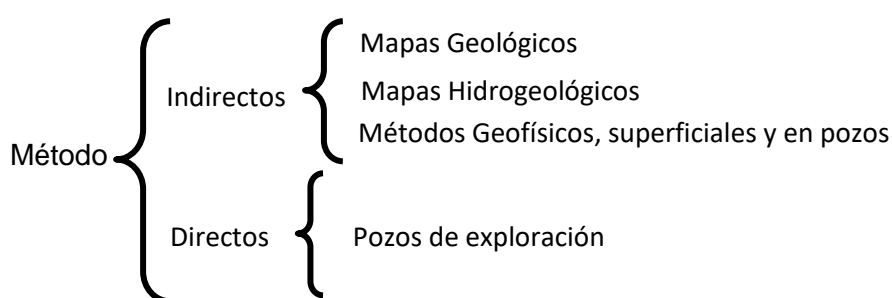 Método
Indirectos
Mapas Geológicos
Mapas Hidrogeológicos
Métodos Geofísicos, superficiales y en pozos
Directos
Pozos de exploración